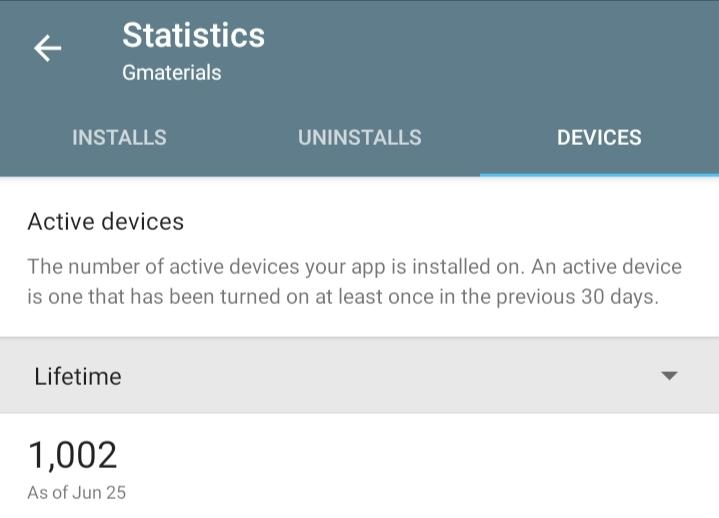 Statistics
Gmaterials
INSTALLS UNINSTALLS DEVICES
Active devices
The number of active devices your app is installed on. An active device
is one that has been turned on at least once in the previous 30 days.
Lifetime
1,002
As of Jun 25